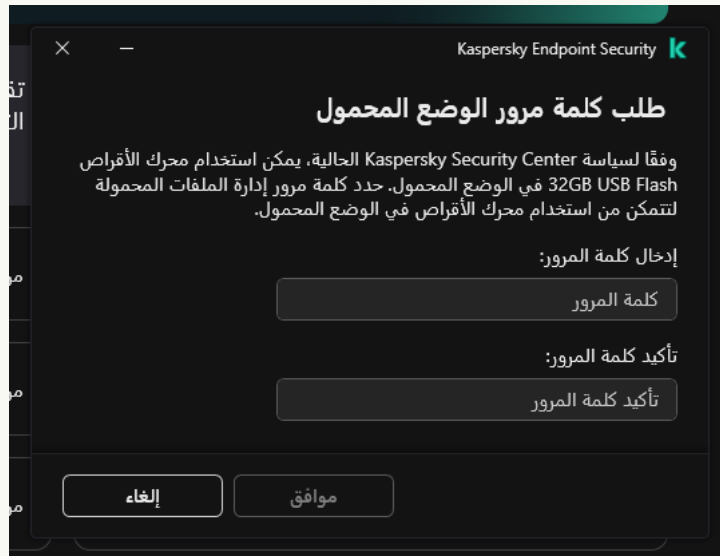 Kaspersky Endpoint Security
طلب كلمة مرور الوضع المحمول
وفقًا لسياسة Kaspersky Security Center الحالية، يمكن استخدام محرك الأقراص
32GB USB Flash في الوضع المحمول. حدد كلمة مرور إدارة الملفات المحمولة
لتتمكن من استخدام محرك الأقراص في الوضع المحمول.
إدخال كلمة المرور:
كلمة المرور
تأكيد كلمة المرور:
تأكيد كلمة المرور
موافق
إلغاء